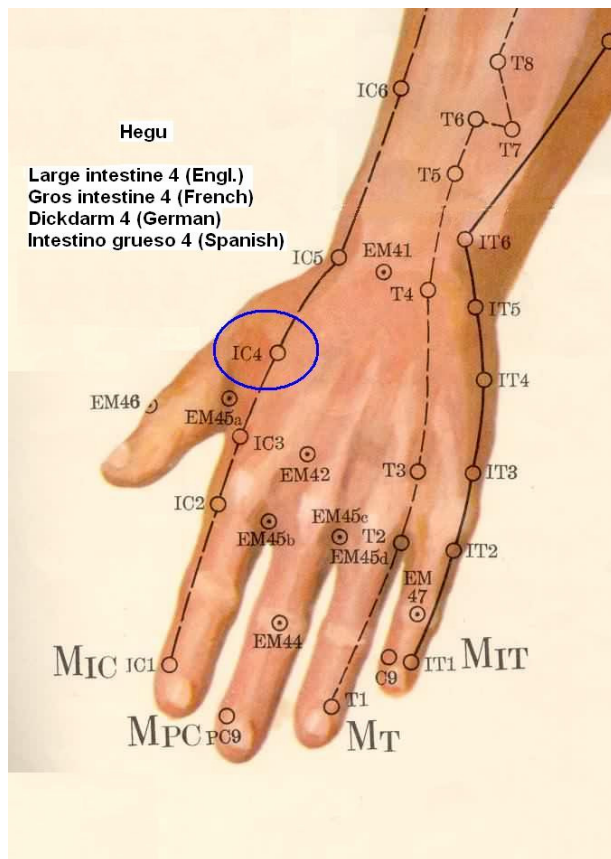 T8
IC6
Hegu
T6
T7
Large intestine 4 (Engl.)
Gros intestine 4 (French)
T5
Dickdarm 4 (German)
Intestino grueso 4 (Spanish)
IT6
IC5
EM41
T4
IT5
IC4
IT4
EM46
EM45a
IC3
EM42
T3
IT3
IC2
EM45c
EM45b
T2
EM45d
IT2
EM
47
EM44
MIC IC1
C9
IT1 MIT
T1
MPC PC9
MT